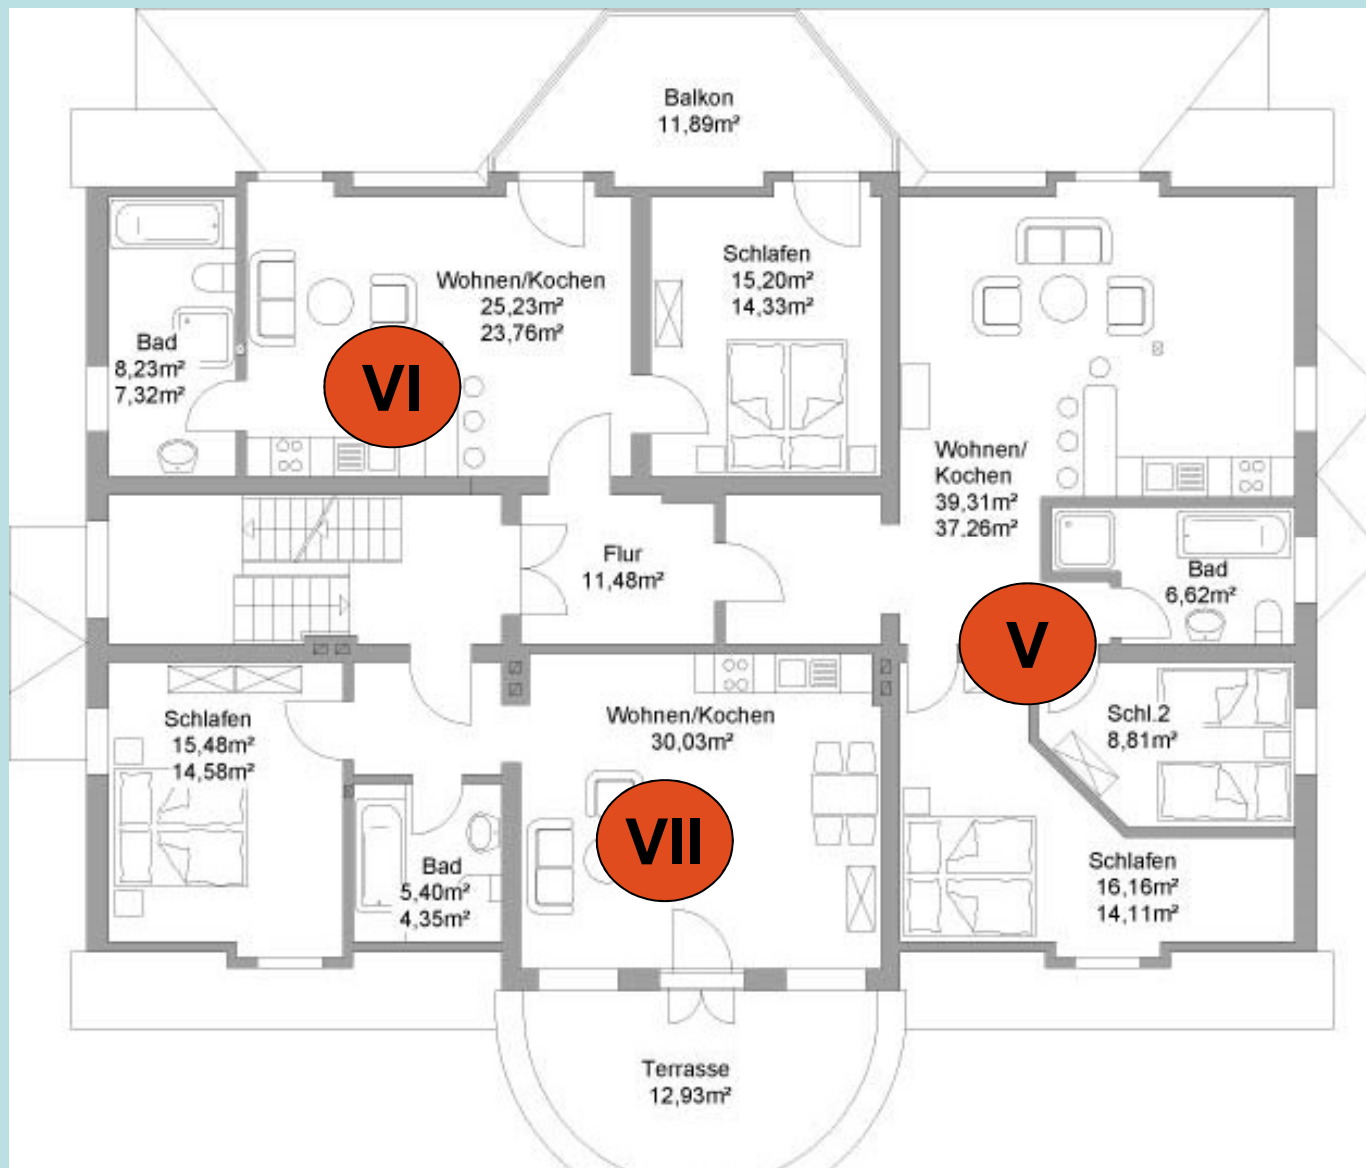 Balkon
11,89m²
Wohnen/Kochen
25,23m²
23,76m²
Schlafen
15,20m²
14,33m²
Bad
8,23m²
7,32m²
VI
Wohnen/
Kochen
39,31m²
37,26m²
Flur
11,48m²
Bad
6,62m²
V
Schlafen
15,48m²
14,58m²
Wohnen/Kochen
30,03m²
Schl.2
8,81m²
VII
Bad
5,40m²
4,35m²
Schlafen
16,16m²
14,11m²
Terrasse
12,93m²